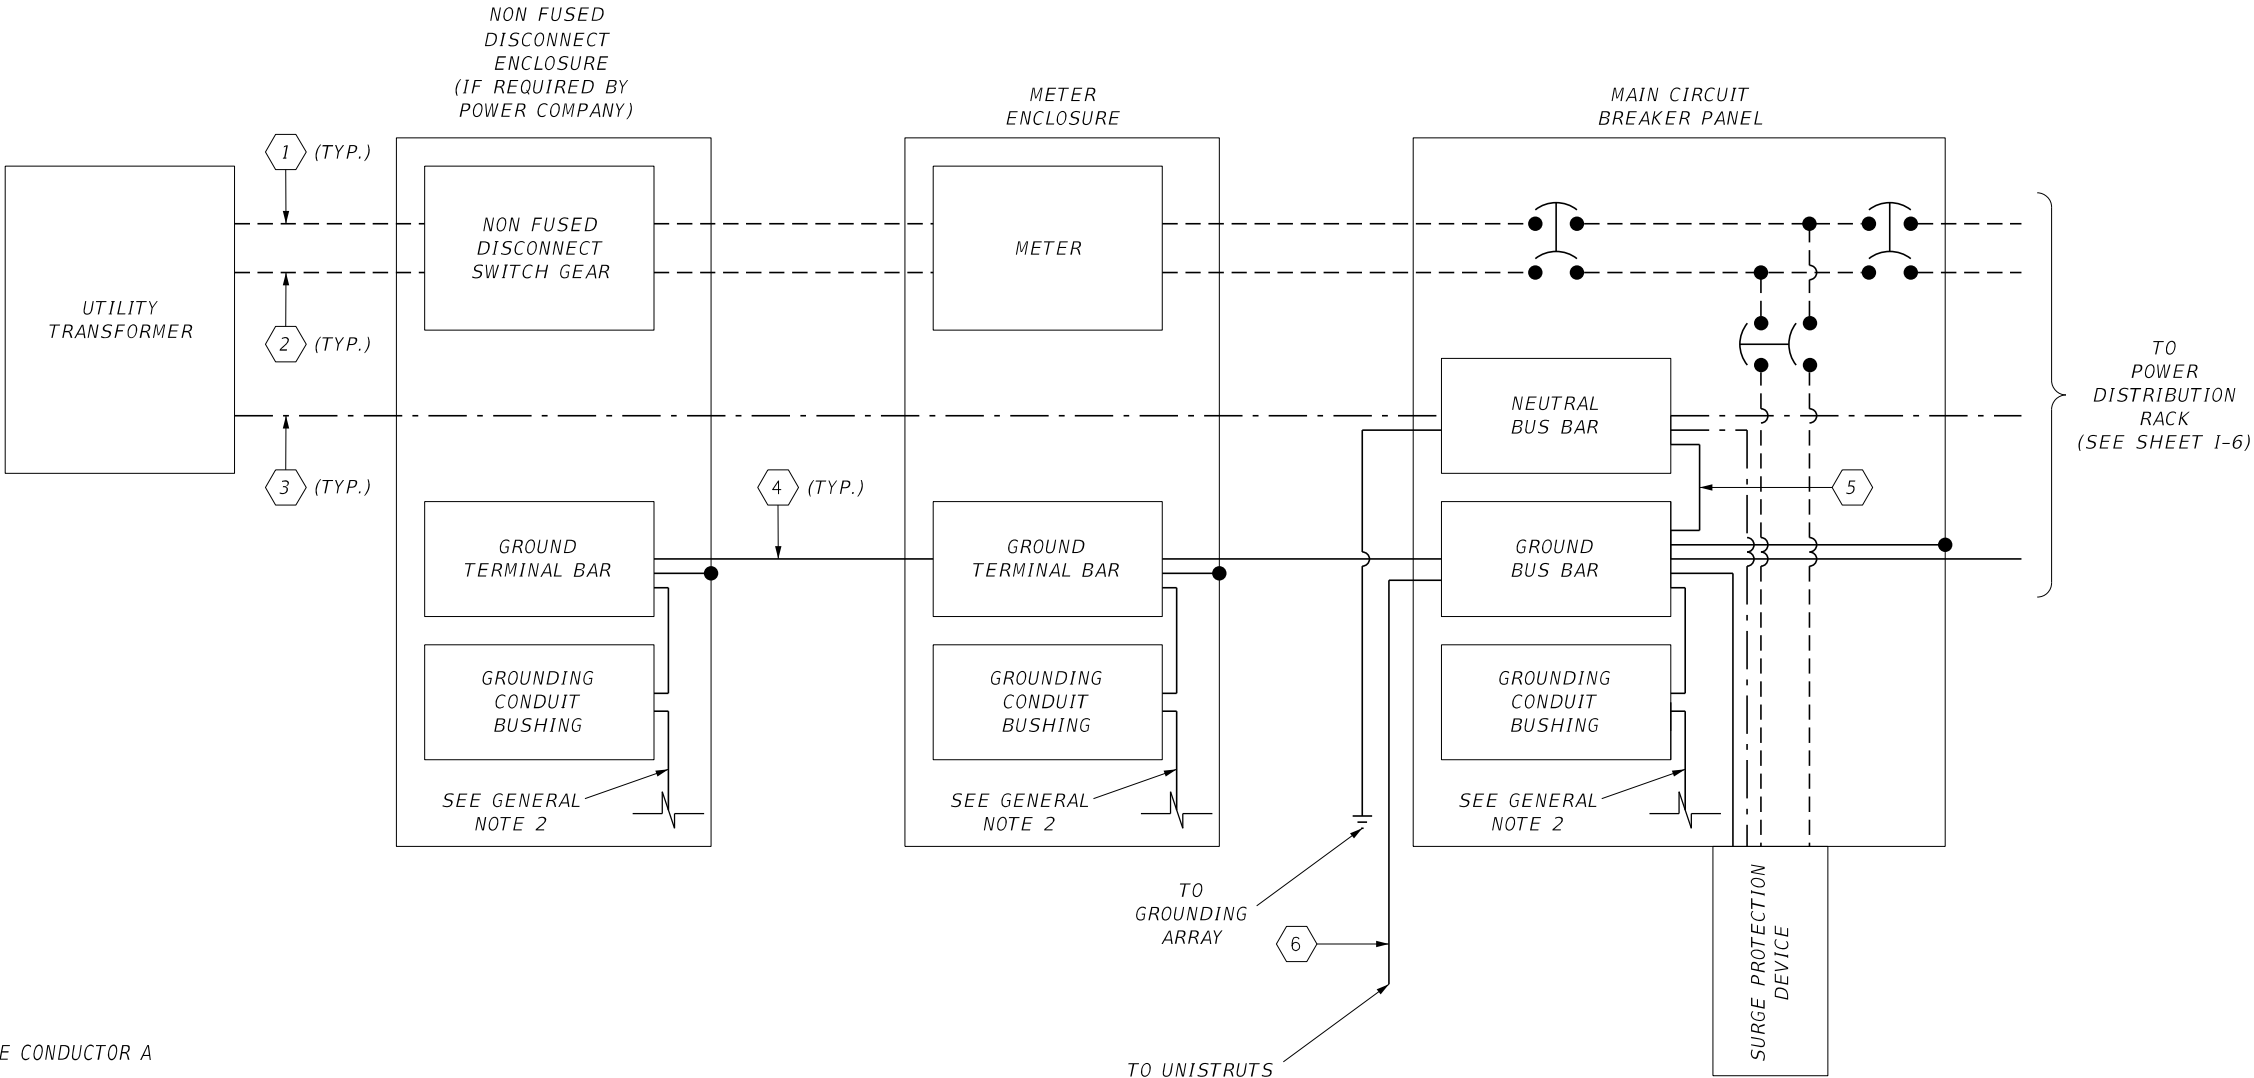 NON FUSED
DISCONNECT
ENCLOSURE
(IF REQUIRED BY
POWER COMPANY)
METER
ENCLOSURE
MAIN CIRCUIT
BREAKER PANEL
1 (TYP.)
NON FUSED
DISCONNECT
SWITCH GEAR
METER
UTILITY
TRANSFORMER
2 (TYP.)
TO
POWER
DISTRIBUTION
RACK
(SEE SHEET I-6)
NEUTRAL
BUS BAR
3 (TYP.)
4 (TYP.)
5
GROUND
TERMINAL BAR
GROUND
TERMINAL BAR
GROUND
BUS BAR
GROUNDING
CONDUIT
BUSHING
GROUNDING
CONDUIT
BUSHING
GROUNDING
CONDUIT
BUSHING
SEE GENERAL
NOTE 2
SEE GENERAL
NOTE 2
SEE GENERAL
NOTE 2
TO
GROUNDING
ARRAY
6
SURGE PROTECTION
DEVICE
E CONDUCTOR A
TO UNISTRUTS